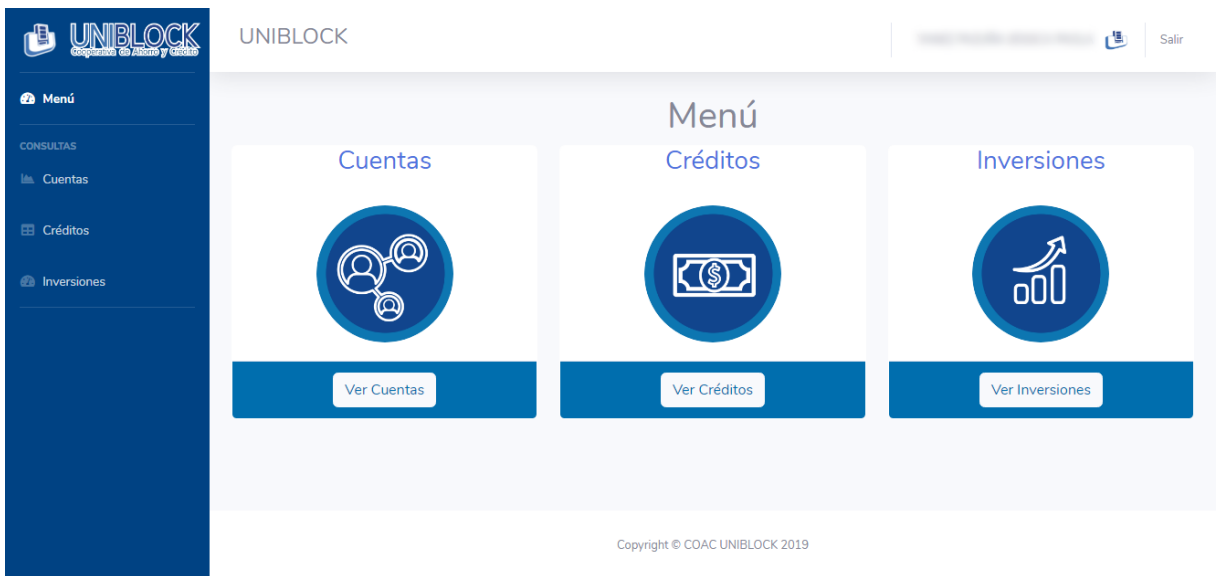 UNIBLOCK
Cooperativa de Ahorro y Crédito
UNIBLOCK
Salir
Menú
CONSULTAS
Cuentas
Créditos
Inversiones
Menú
Cuentas
Créditos
Inversiones
Ver Cuentas
Ver Créditos
Ver Inversiones
Copyright © COAC UNIBLOCK 2019